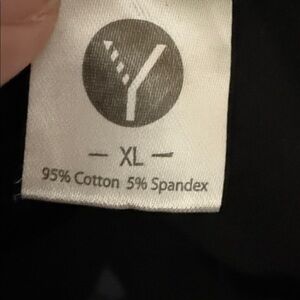 Y
— XL —
95% Cotton 5% Spandex